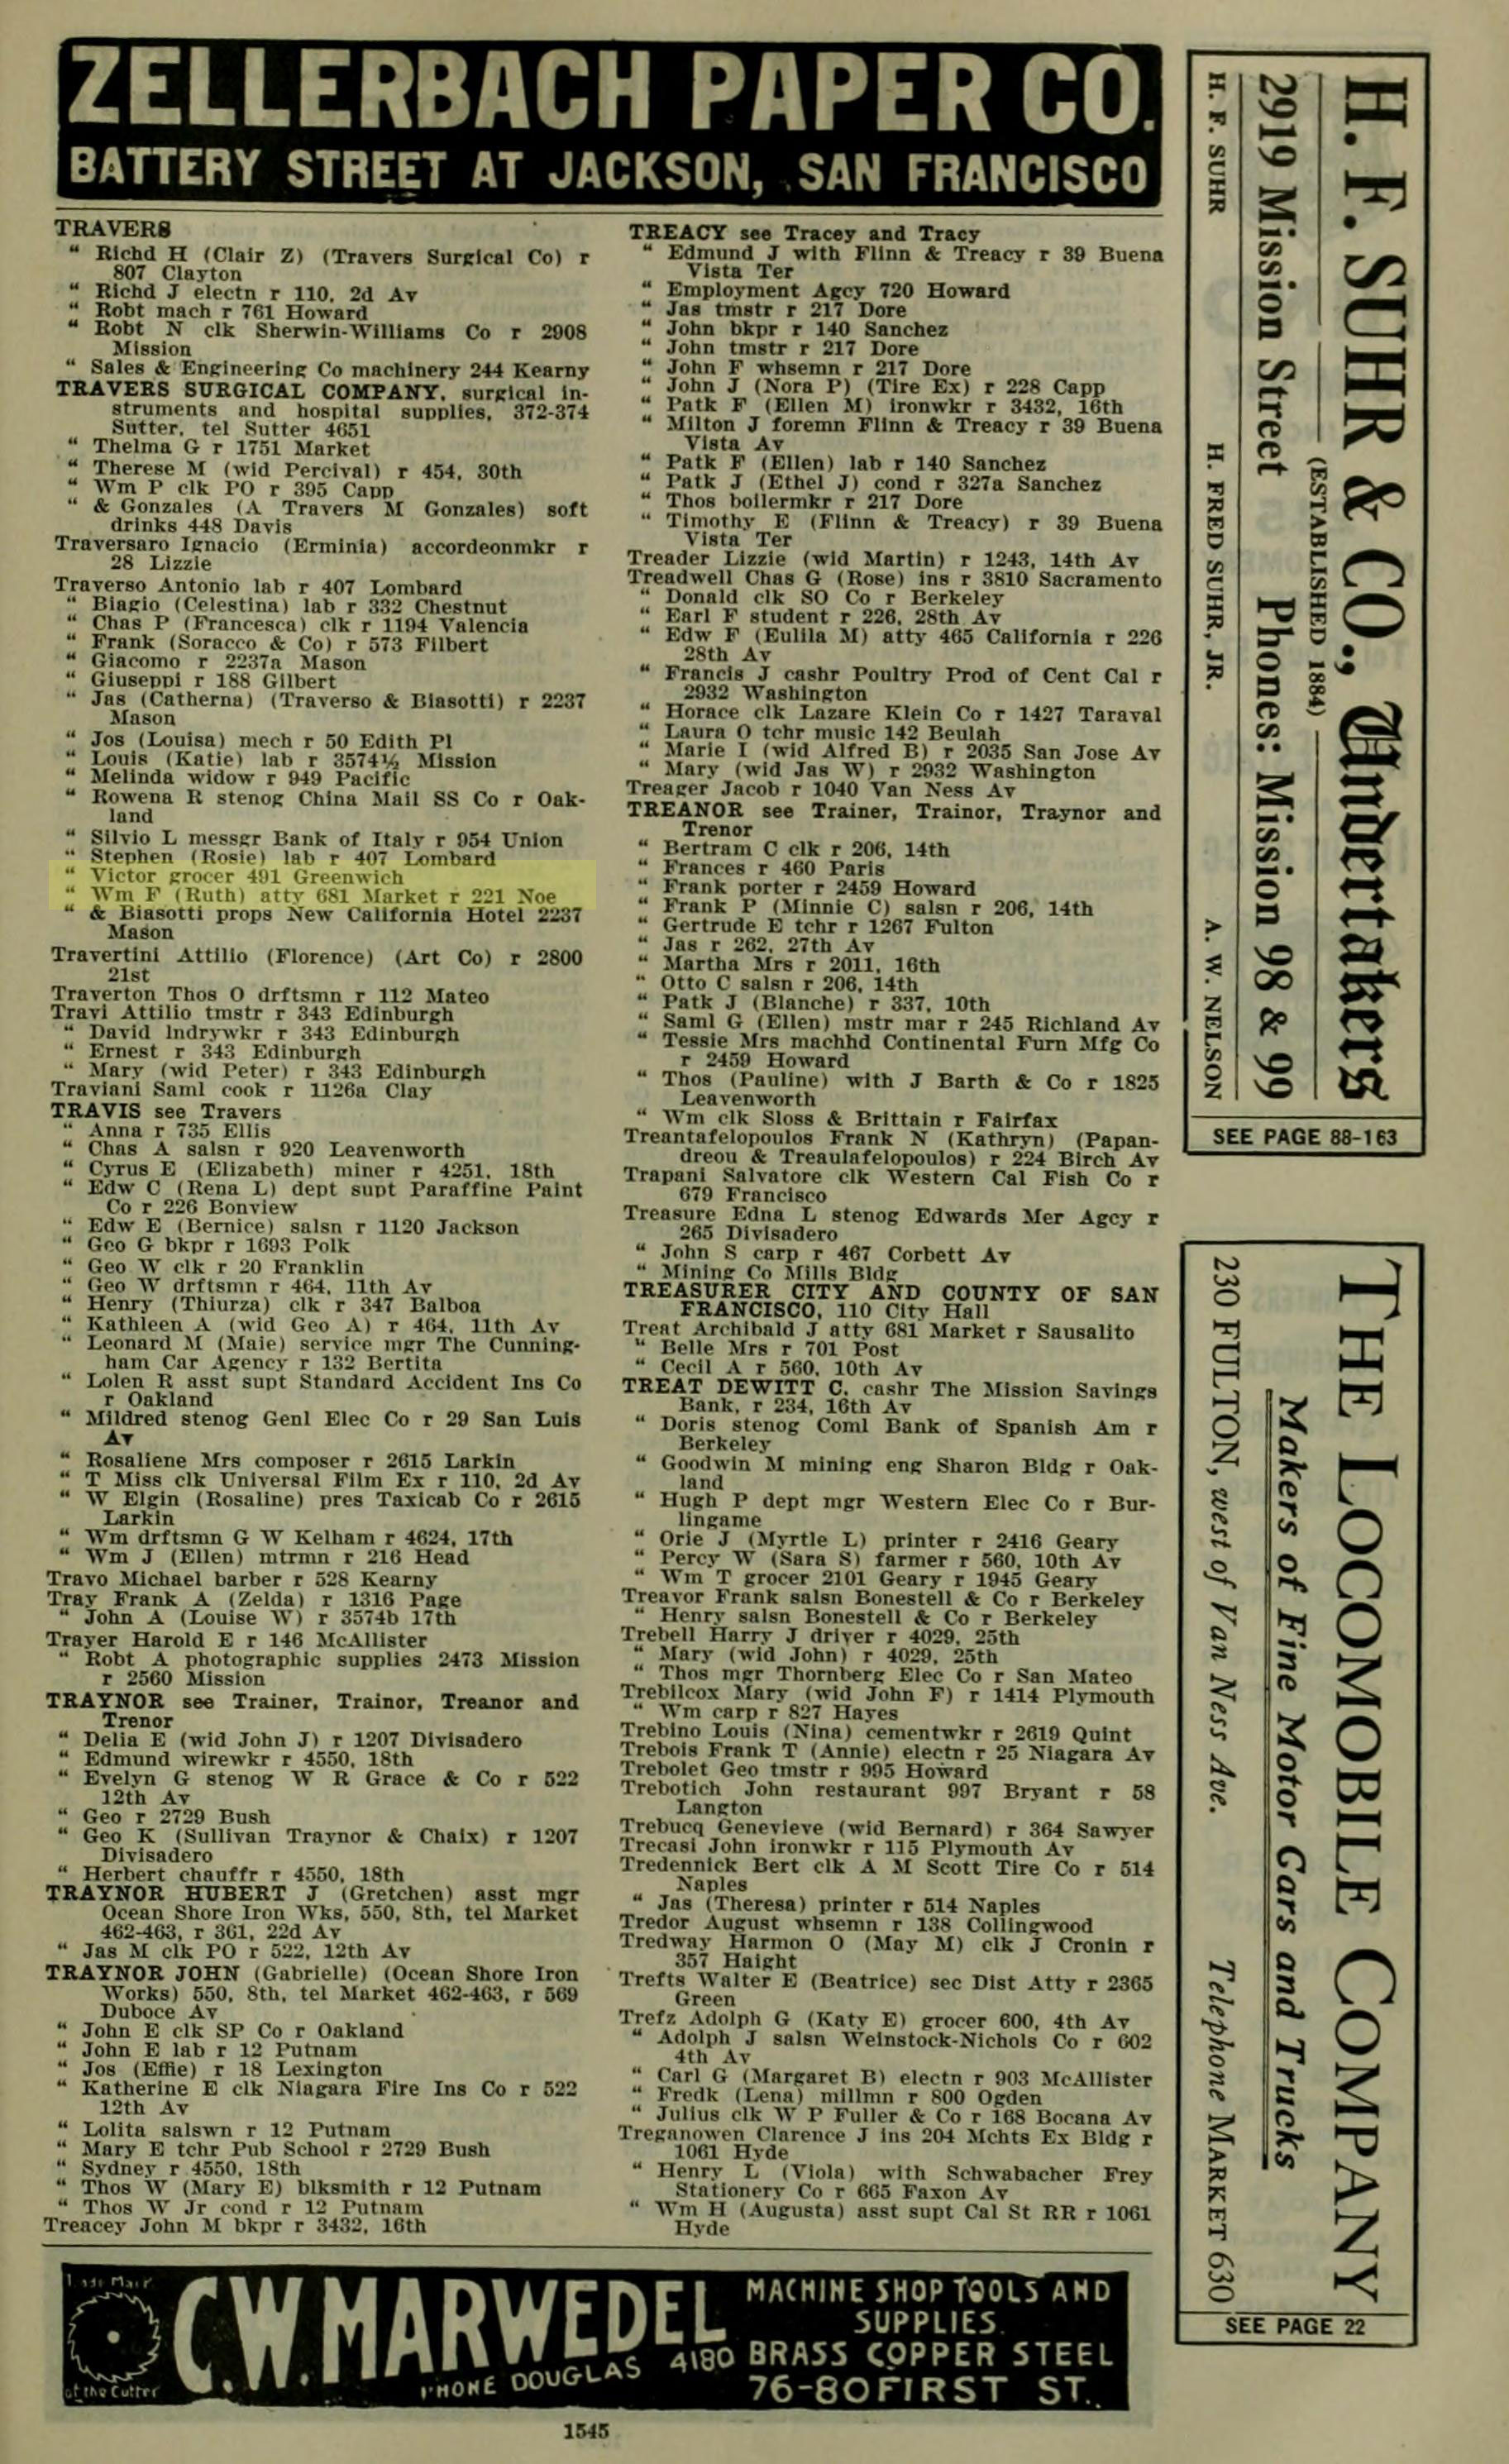 ZELLERBACH PAPER CO.
BATTERY STREET AT JACKSON, SAN FRANCISCO
TRAVERS
" Richd H (Clair Z) (Travers Surgical Co) r
807 Clayton
" Richd J electn r 110, 2d Av
" Robt mach r 761 Howard
" Robt N clk Sherwin-Williams Co r 2908
Mission
" Sales & Engineering Co machinery 244 Kearny
TRAVERS SURGICAL COMPANY, surgical in-
struments and hospital supplies, 372-374
Sutter, tel Sutter 4651
" Thelma G r 1751 Market
" Therese M (wid Percival) r 454, 30th
" Wm P clk PO r 395 Capp
" & Gonzales (A Travers M Gonzales) soft
drinks 448 Davis
Traversaro Ignacio (Erminia) accordeonmkr r
28 Lizzie
Traverso Antonio lab r 407 Lombard
" Biagio (Celestina) lab r 332 Chestnut
" Chas P (Francesca) clk r 1194 Valencia
" Frank (Soracco & Co) r 573 Filbert
" Giacomo r 2237a Mason
" Giuseppi r 188 Gilbert
" Jas (Catherna) (Traverso & Biasotti) r 2237
Mason
" Jos (Louisa) mech r 50 Edith Pl
" Louis (Katie) lab r 3574½ Mission
" Melinda widow r 949 Pacific
" Rowena R stenog China Mail SS Co r Oak-
land
" Silvio L messgr Bank of Italy r 954 Union
" Stephen (Rosie) lab r 407 Lombard
" Victor grocer 491 Greenwich
" Wm F (Ruth) atty 681 Market r 221 Noe
" & Biasotti props New California Hotel 2237
Mason
Travertini Attilio (Florence) (Art Co) r 2800
21st
Traverton Thos O drftsmn r 112 Mateo
Travi Attilio tmstr r 343 Edinburgh
" David lndrywkr r 343 Edinburgh
" Ernest r 343 Edinburgh
" Mary (wid Peter) r 343 Edinburgh
Traviani Saml cook r 1126a Clay
TRAVIS see Travers
" Anna r 735 Ellis
" Chas A salsn r 920 Leavenworth
" Cyrus E (Elizabeth) miner r 4251, 18th
" Edw C (Rena L) dept supt Paraffine Paint
Co r 226 Bonview
" Edw E (Bernice) salsn r 1120 Jackson
" Geo G bkpr r 1693 Polk
" Geo W clk r 20 Franklin
" Geo W drftsmn r 464, 11th Av
" Henry (Thiurza) clk r 347 Balboa
" Kathleen A (wid Geo A) r 464, 11th Av
" Leonard M (Maie) service mgr The Cunning-
ham Car Agency r 132 Bertita
" Lolen R asst supt Standard Accident Ins Co
r Oakland
" Mildred stenog Genl Elec Co r 29 San Luis
Av
" Rosaliene Mrs composer r 2615 Larkin
" T Miss clk Universal Film Ex r 110, 2d Av
" W Elgin (Rosaline) pres Taxicab Co r 2615
Larkin
" Wm drftsmn G W Kelham r 4624, 17th
" Wm J (Ellen) mtrmn r 216 Head
Travo Michael barber r 528 Kearny
Tray Frank A (Zelda) r 1316 Page
" John A (Louise W) r 3574b 17th
Trayer Harold E r 146 McAllister
" Robt A photographic supplies 2473 Mission
r 2560 Mission
TRAYNOR see Trainer, Trainor, Treanor and
Trenor
" Delia E (wid John J) r 1207 Divisadero
" Edmund wirewkr r 4550, 18th
" Evelyn G stenog W R Grace & Co r 522
12th Av
" Geo r 2729 Bush
" Geo K (Sullivan Traynor & Chaix) r 1207
Divisadero
" Herbert chauffr r 4550, 18th
TRAYNOR HUBERT J (Gretchen) asst mgr
Ocean Shore Iron Wks, 550, 8th, tel Market
462-463, r 361, 22d Av
" Jas M clk PO r 522, 12th Av
TRAYNOR JOHN (Gabrielle) (Ocean Shore Iron
Works) 550, 8th, tel Market 462-463, r 569
Duboce Av
" John E clk SP Co r Oakland
" John E lab r 12 Putnam
" Jos (Effie) r 18 Lexington
" Katherine E clk Niagara Fire Ins Co r 522
12th Av
" Lolita salswn r 12 Putnam
" Mary E tchr Pub School r 2729 Bush
" Sydney r 4550, 18th
" Thos W (Mary E) blksmith r 12 Putnam
" Thos W Jr cond r 12 Putnam
Treacey John M bkpr r 3432, 16th
TREACY see Tracey and Tracy
" Edmund J with Flinn & Treacy r 39 Buena
Vista Ter
" Employment Agcy 720 Howard
" Jas tmstr r 217 Dore
" John bkpr r 140 Sanchez
" John tmstr r 217 Dore
" John F whsemn r 217 Dore
" John J (Nora P) (Tire Ex) r 228 Capp
" Patk F (Ellen M) ironwkr r 3432, 16th
" Milton J foremn Flinn & Treacy r 39 Buena
Vista Av
" Patk F (Ellen) lab r 140 Sanchez
" Patk J (Ethel J) cond r 327a Sanchez
" Thos boilermkr r 217 Dore
" Timothy E (Flinn & Treacy) r 39 Buena
Vista Ter
Treader Lizzie (wid Martin) r 1243, 14th Av
Treadwell Chas G (Rose) ins r 3810 Sacramento
" Donald clk SO Co r Berkeley
" Earl F student r 226, 28th Av
" Edw F (Eulila M) atty 465 California r 226
28th Av
" Francis J cashr Poultry Prod of Cent Cal r
2932 Washington
" Horace clk Lazare Klein Co r 1427 Taraval
" Laura O tchr music 142 Beulah
" Marie I (wid Alfred B) r 2035 San Jose Av
" Mary (wid Jas W) r 2932 Washington
Treager Jacob r 1040 Van Ness Av
TREANOR see Trainer, Trainor, Traynor and
Trenor
" Bertram C clk r 206, 14th
" Frances r 460 Paris
" Frank porter r 2459 Howard
" Frank P (Minnie C) salsn r 206, 14th
" Gertrude E tchr r 1267 Fulton
" Jas r 262, 27th Av
" Martha Mrs r 2011, 16th
" Otto C salsn r 206, 14th
" Patk J (Blanche) r 337, 10th
" Saml G (Ellen) mstr mar r 245 Richland Av
" Tessie Mrs machhd Continental Furn Mfg Co
r 2459 Howard
" Thos (Pauline) with J Barth & Co r 1825
Leavenworth
" Wm clk Sloss & Brittain r Fairfax
Treantafelopoulos Frank N (Kathryn) (Papan-
dreou & Treaulafelopoulos) r 224 Birch Av
Trapani Salvatore clk Western Cal Fish Co r
679 Francisco
Treasure Edna L stenog Edwards Mer Agcy r
265 Divisadero
" John S carp r 467 Corbett Av
" Mining Co Mills Bldg
TREASURER CITY AND COUNTY OF SAN
FRANCISCO, 110 City Hall
Treat Archibald J atty 681 Market r Sausalito
" Belle Mrs r 701 Post
" Cecil A r 560, 10th Av
TREAT DEWITT C. cashr The Mission Savings
Bank, r 234, 16th Av
" Doris stenog Coml Bank of Spanish Am r
Berkeley
" Goodwin M mining eng Sharon Bldg r Oak-
land
" Hugh P dept mgr Western Elec Co r Bur-
lingame
" Orie J (Myrtle L) printer r 2416 Geary
" Percy W (Sara S) farmer r 560, 10th Av
" Wm T grocer 2101 Geary r 1945 Geary
Treavor Frank salsn Bonestell & Co r Berkeley
" Henry salsn Bonestell & Co r Berkeley
Trebell Harry J driver r 4029, 25th
" Mary (wid John) r 4029, 25th
" Thos mgr Thornberg Elec Co r San Mateo
Trebilcox Mary (wid John F) r 1414 Plymouth
" Wm carp r 827 Hayes
Trebino Louis (Nina) cementwkr r 2619 Quint
Trebois Frank T (Annie) electn r 25 Niagara Av
Trebolet Geo tmstr r 995 Howard
Trebotich John restaurant 997 Bryant r 58
Langton
Trebucq Genevieve (wid Bernard) r 364 Sawyer
Trecasi John ironwkr r 115 Plymouth Av
Tredennick Bert clk A M Scott Tire Co r 514
Naples
" Jas (Theresa) printer r 514 Naples
Tredor August whsemn r 138 Collingwood
Tredway Harmon O (May M) clk J Cronin r
357 Haight
Trefts Walter E (Beatrice) sec Dist Atty r 2365
Green
Trefz Adolph G (Katy E) grocer 600, 4th Av
" Adolph J salsn Weinstock-Nichols Co r 602
4th Av
" Carl G (Margaret B) electn r 903 McAllister
" Fredk (Lena) millmn r 800 Ogden
" Julius clk W P Fuller & Co r 168 Bocana Av
Treganowen Clarence J ins 204 Mchts Ex Bldg r
1061 Hyde
" Henry L (Viola) with Schwabacher Frey
Stationery Co r 665 Faxon Av
" Wm H (Augusta) asst supt Cal St RR r 1061
Hyde
H. F. SUHR & CO., Undertakers
(ESTABLISHED 1884)
2919 Mission Street Phones: Mission 98 & 99
H. F. SUHR H. FRED SUHR, JR. A. W. NELSON
SEE PAGE 88-163
THE LOCOMOBILE COMPANY
Makers of Fine Motor Cars and Trucks
230 FULTON, west of Van Ness Ave. Telephone MARKET 630
SEE PAGE 22
Trade Mark
of the Cutter
C.W. MARWEDEL
PHONE DOUGLAS 4180
MACHINE SHOP TOOLS AND
SUPPLIES.
BRASS COPPER STEEL
76-80 FIRST ST.
1545